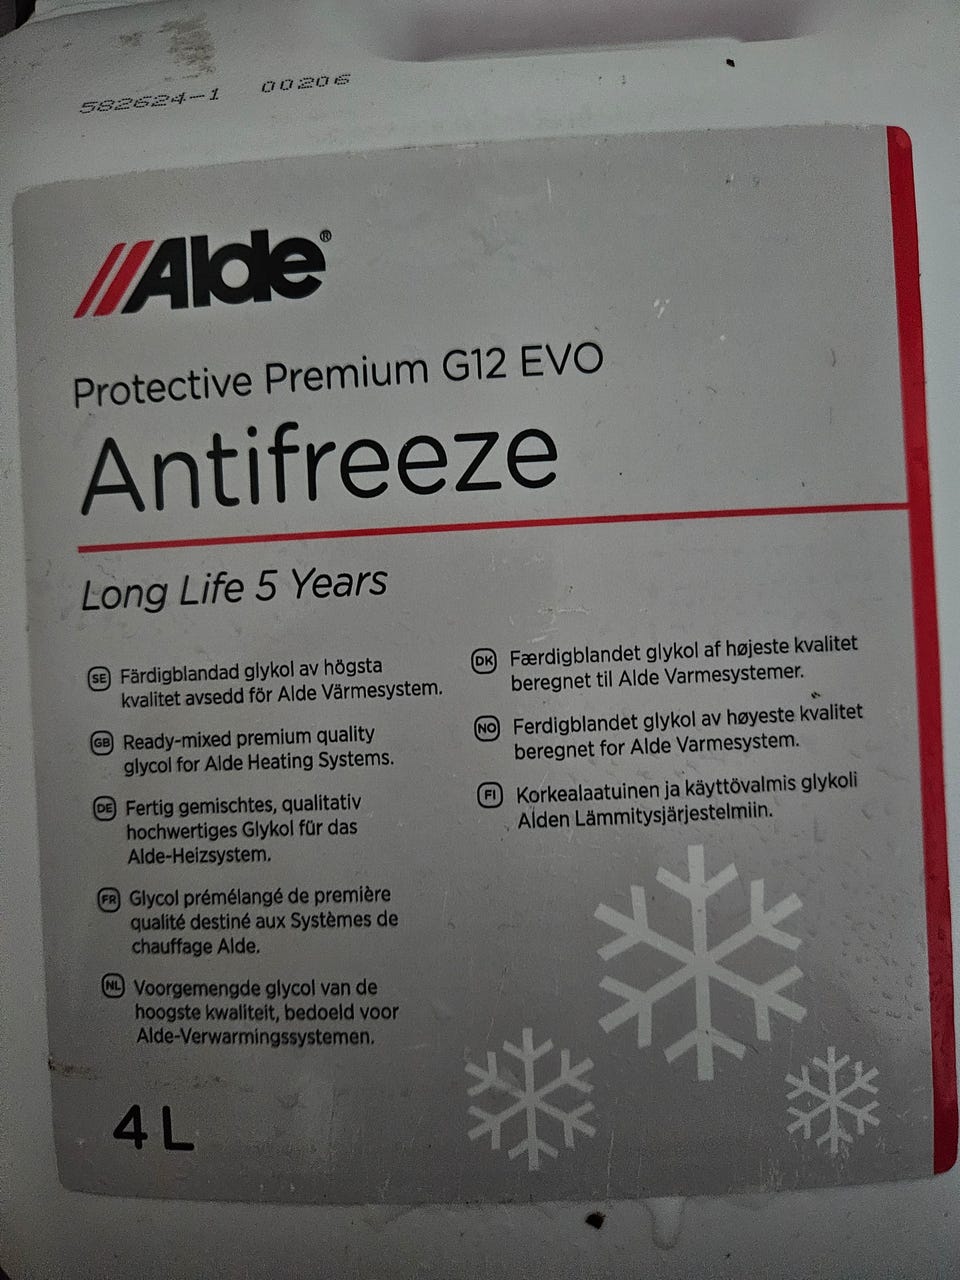 582624-1 00206
Alde®
Protective Premium G12 EVO
Antifreeze
Long Life 5 Years
SE Färdigblandad glykol av högsta
kvalitet avsedd för Alde Värmesystem.
GB Ready-mixed premium quality
glycol for Alde Heating Systems.
DE Fertig gemischtes, qualitativ
hochwertiges Glykol für das
Alde-Heizsystem.
FR Glycol prémélangé de première
qualité destiné aux Systèmes de
chauffage Alde.
NL Voorgemengde glycol van de
hoogste kwaliteit, bedoeld voor
Alde-Verwarmingssystemen.
DK Færdigblandet glykol af højeste kvalitet
beregnet til Alde Varmesystemer.
NO Ferdigblandet glykol av høyeste kvalitet
beregnet for Alde Varmesystem.
FI Korkealaatuinen ja käyttövalmis glykoli
Alden Lämmitysjärjestelmiin.
4 L